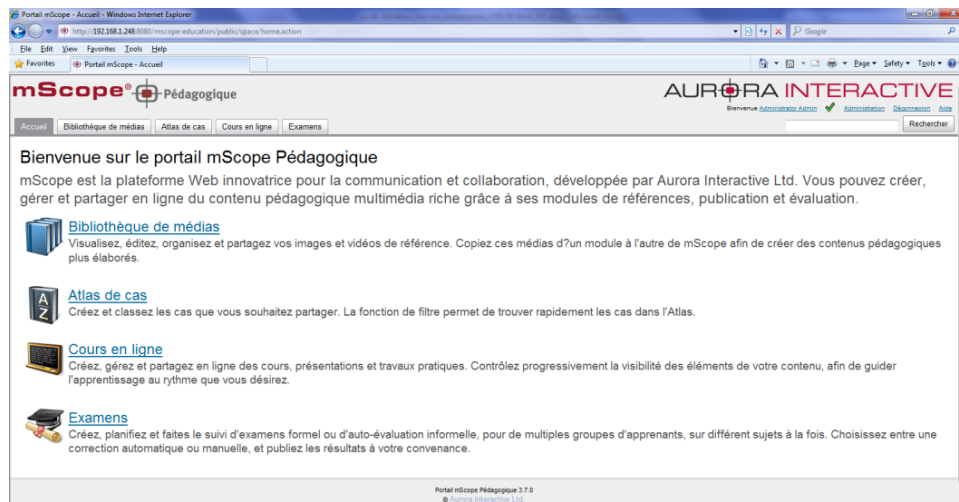 Portail mScope - Accueil - Windows Internet Explorer
http://192.168.1.248:8080/mscope-education/public/space/home.action
Google
File Edit View Favorites Tools Help
Favorites Portail mScope - Accueil
Page Safety Tools
mScope® Pédagogique
AURORA INTERACTIVE
Bienvenue Administrator Admin Administration Déconnexion Aide
Accueil Bibliothèque de médias Atlas de cas Cours en ligne Examens Rechercher
Bienvenue sur le portail mScope Pédagogique
mScope est la plateforme Web innovatrice pour la communication et collaboration, développée par Aurora Interactive Ltd. Vous pouvez créer,
gérer et partager en ligne du contenu pédagogique multimédia riche grâce à ses modules de références, publication et évaluation.
Bibliothèque de médias
Visualisez, éditez, organisez et partagez vos images et vidéos de référence. Copiez ces médias d?un module à l'autre de mScope afin de créer des contenus pédagogiques
plus élaborés.
A
Z
Atlas de cas
Créez et classez les cas que vous souhaitez partager. La fonction de filtre permet de trouver rapidement les cas dans l'Atlas.
Cours en ligne
Créez, gérez et partagez en ligne des cours, présentations et travaux pratiques. Contrôlez progressivement la visibilité des éléments de votre contenu, afin de guider
l'apprentissage au rythme que vous désirez.
Examens
Créez, planifiez et faites le suivi d'examens formel ou d'auto-évaluation informelle, pour de multiples groupes d'apprenants, sur différent sujets à la fois. Choisissez entre une
correction automatique ou manuelle, et publiez les résultats à votre convenance.
Portail mScope Pédagogique 3.7.0
© Aurora Interactive Ltd.